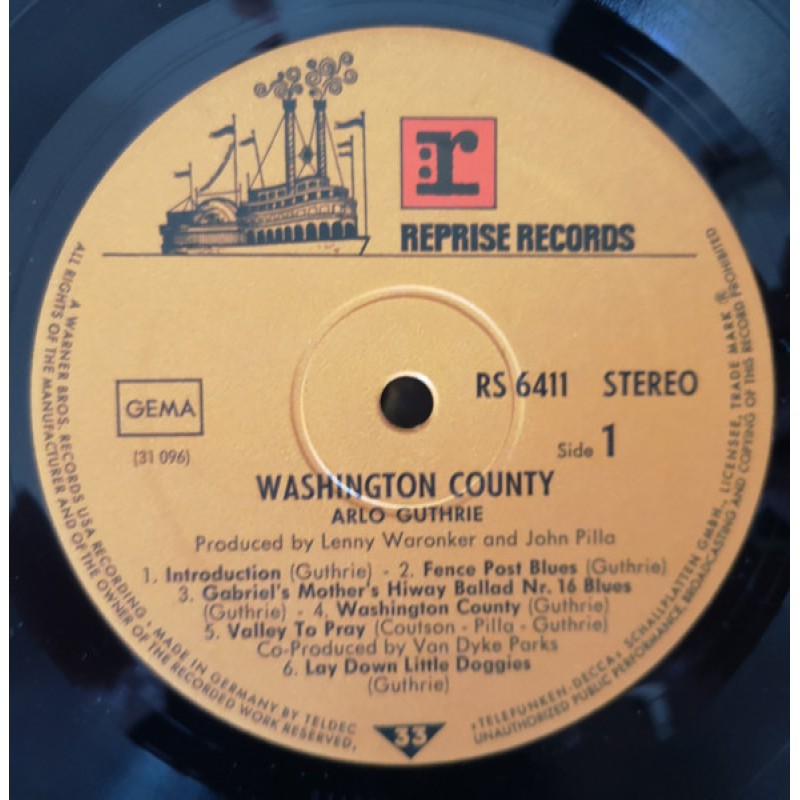 r
REPRISE RECORDS
GEMA
(31 096)
RS 6411 STEREO
Side 1
WASHINGTON COUNTY
ARLO GUTHRIE
Produced by Lenny Waronker and John Pilla
1. Introduction (Guthrie) - 2. Fence Post Blues (Guthrie)
3. Gabriel's Mother's Hiway Ballad Nr. 16 Blues
(Guthrie) - 4. Washington County (Guthrie)
5. Valley To Pray (Coutson - Pilla - Guthrie)
Co-Produced by Van Dyke Parks
6. Lay Down Little Doggies
(Guthrie)
33
A WARNER BROS. RECORDS USA RECORDING • MADE IN GERMANY BY TELDEC
»TELEFUNKEN-DECCA« SCHALLPLATTEN GMBH., LICENSEE, TRADE MARK ®
ALL RIGHTS OF THE MANUFACTURER AND OF THE OWNER OF THE RECORDED WORK RESERVED,
UNAUTHORIZED PUBLIC PERFORMANCE, BROADCASTING AND COPYING OF THIS RECORD PROHIBITED